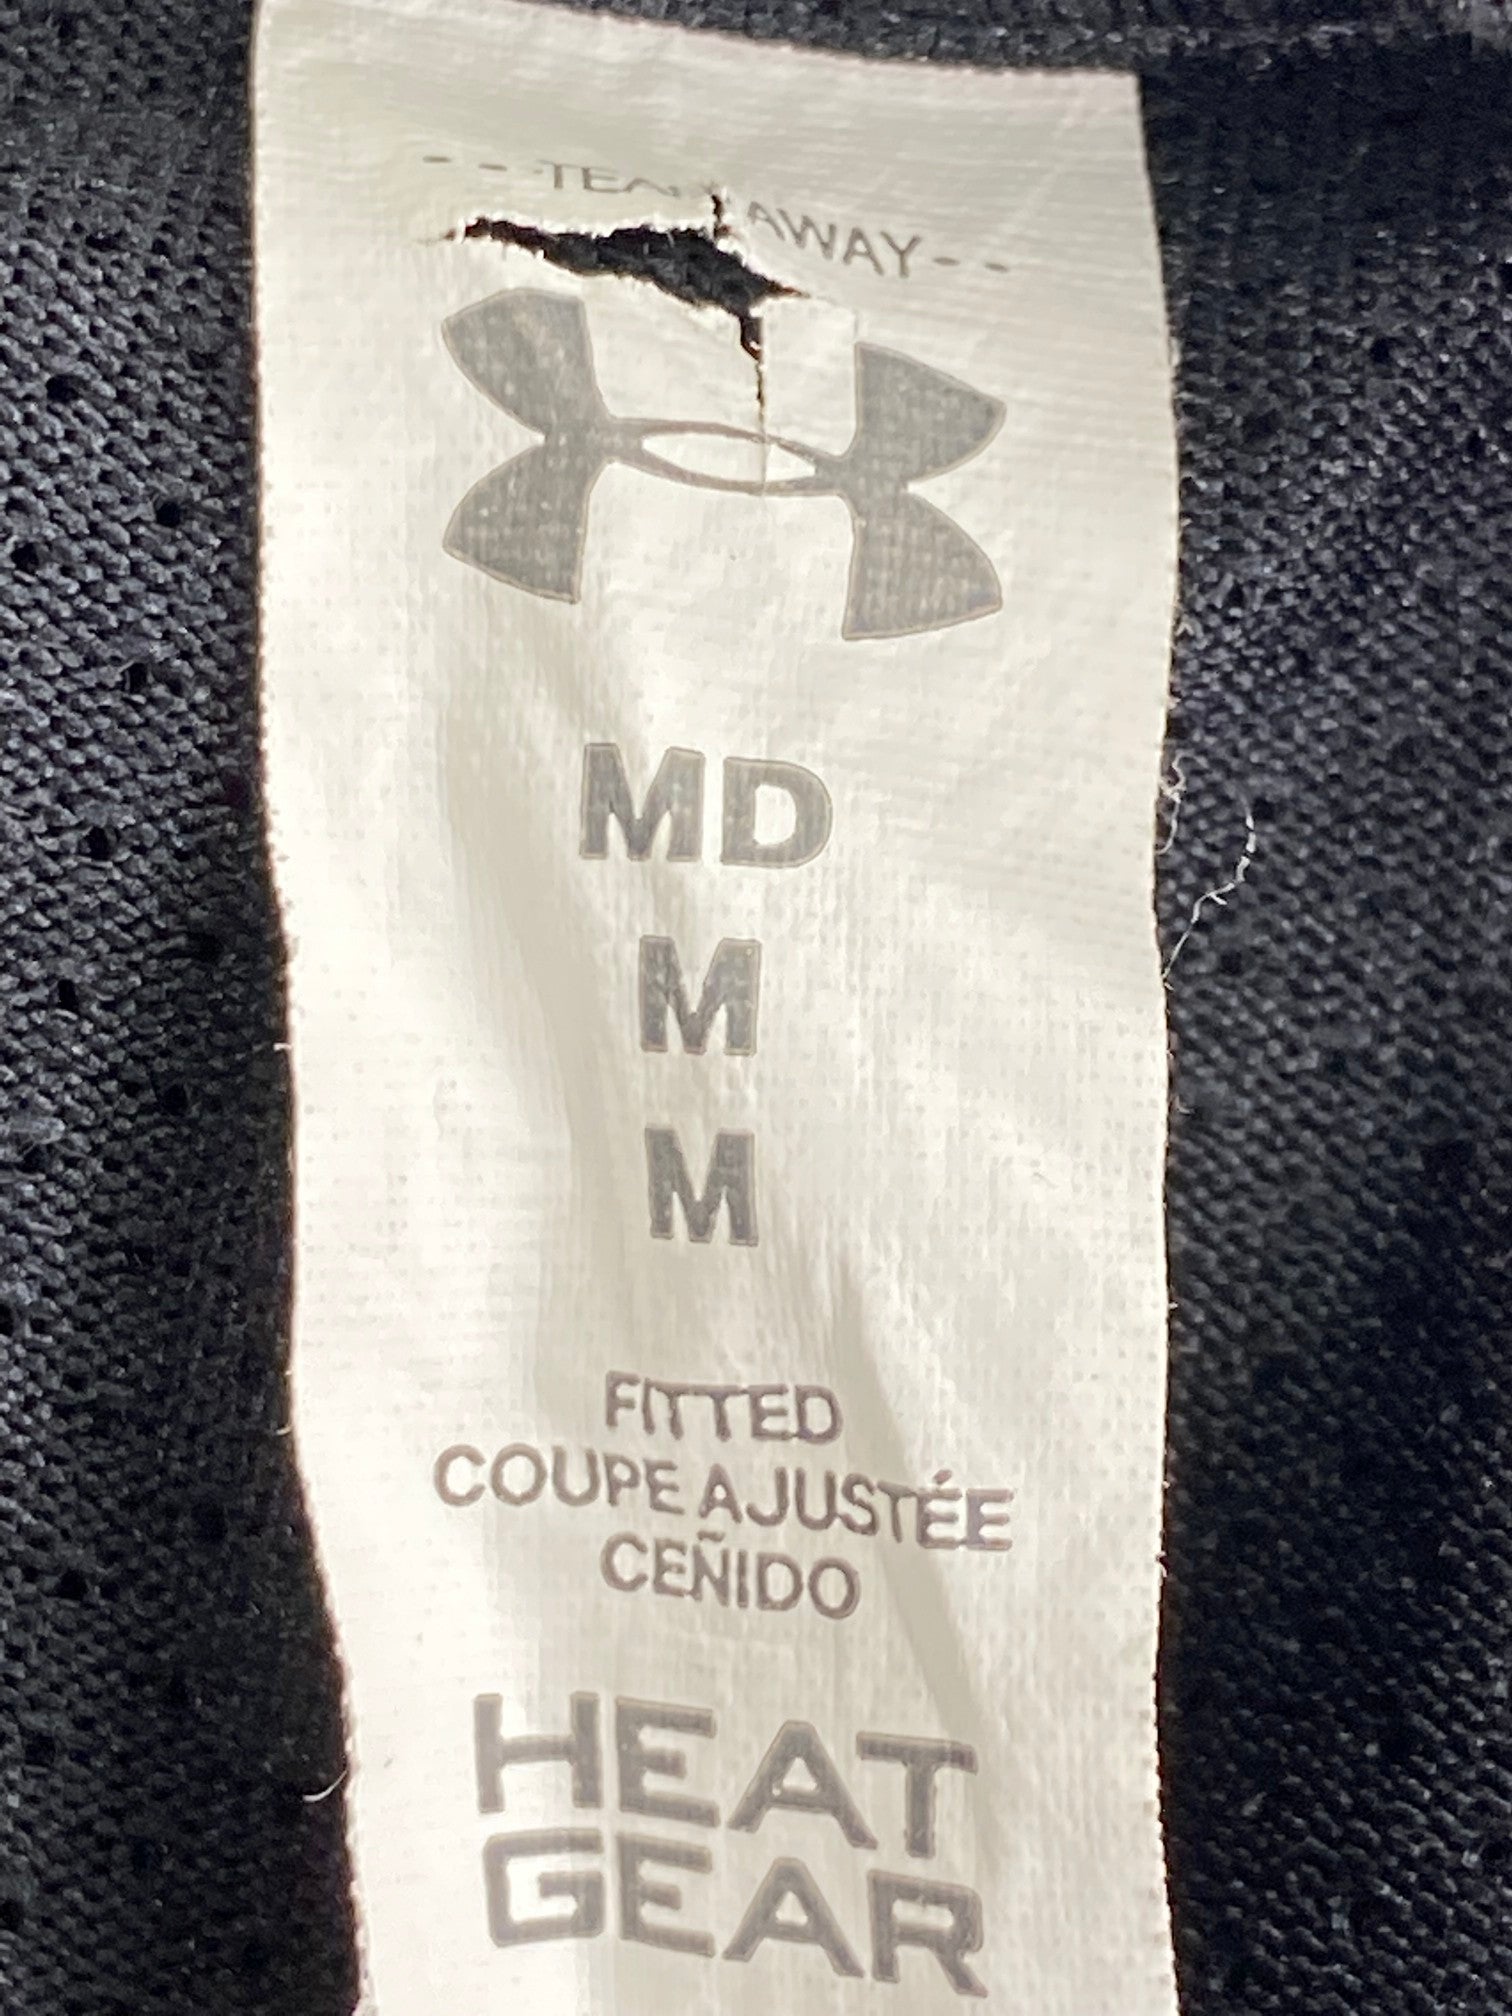 -- TEAR AWAY --
MD
M
M
FITTED
COUPE AJUSTÉE
CEÑIDO
HEAT
GEAR